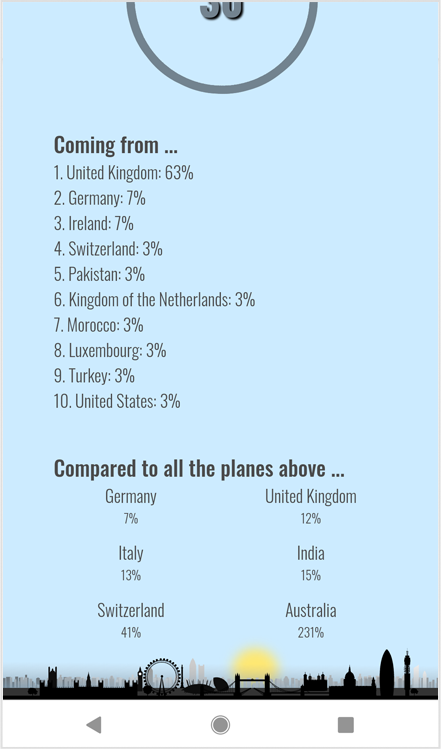 30
Coming from ...
1. United Kingdom: 63%
2. Germany: 7%
3. Ireland: 7%
4. Switzerland: 3%
5. Pakistan: 3%
6. Kingdom of the Netherlands: 3%
7. Morocco: 3%
8. Luxembourg: 3%
9. Turkey: 3%
10. United States: 3%
Compared to all the planes above ...
Germany United Kingdom
7% 12%
Italy India
13% 15%
Switzerland Australia
41% 231%